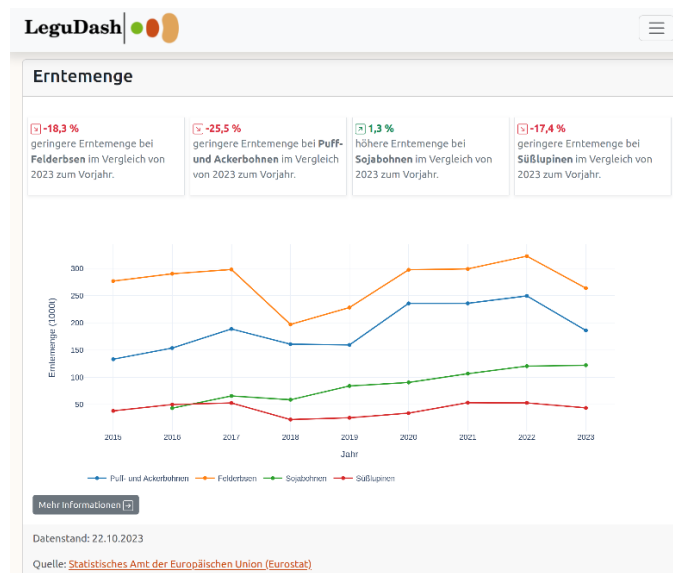 LeguDash
Erntemenge
-18,3 %
geringere Erntemenge bei
Felderbsen im Vergleich von
2023 zum Vorjahr.
-25,5 %
geringere Erntemenge bei Puff-
und Ackerbohnen im Vergleich
von 2023 zum Vorjahr.
1,3 %
höhere Erntemenge bei
Sojabohnen im Vergleich von
2023 zum Vorjahr.
-17,4 %
geringere Erntemenge bei
Süßlupinen im Vergleich von
2023 zum Vorjahr.
Erntemenge (1000t)
300
250
200
150
100
50
2015 2016 2017 2018 2019 2020 2021 2022 2023
Jahr
Puff- und Ackerbohnen Felderbsen Sojabohnen Süßlupinen
Mehr Informationen
Datenstand: 22.10.2023
Quelle: Statistisches Amt der Europäischen Union (Eurostat)